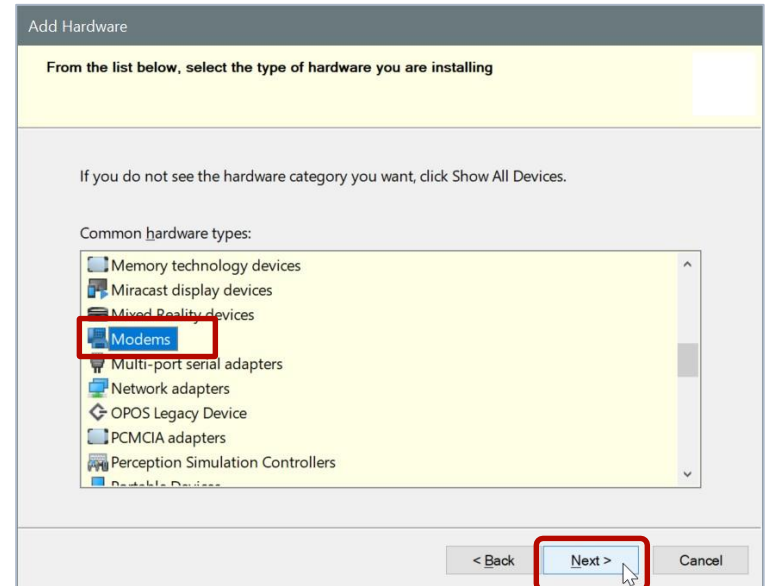 Add Hardware
From the list below, select the type of hardware you are installing
If you do not see the hardware category you want, click Show All Devices.
Common hardware types:
Memory technology devices
Miracast display devices
Mixed Reality devices
Modems
Multi-port serial adapters
Network adapters
OPOS Legacy Device
PCMCIA adapters
Perception Simulation Controllers
Portable Devices
< Back Next > Cancel